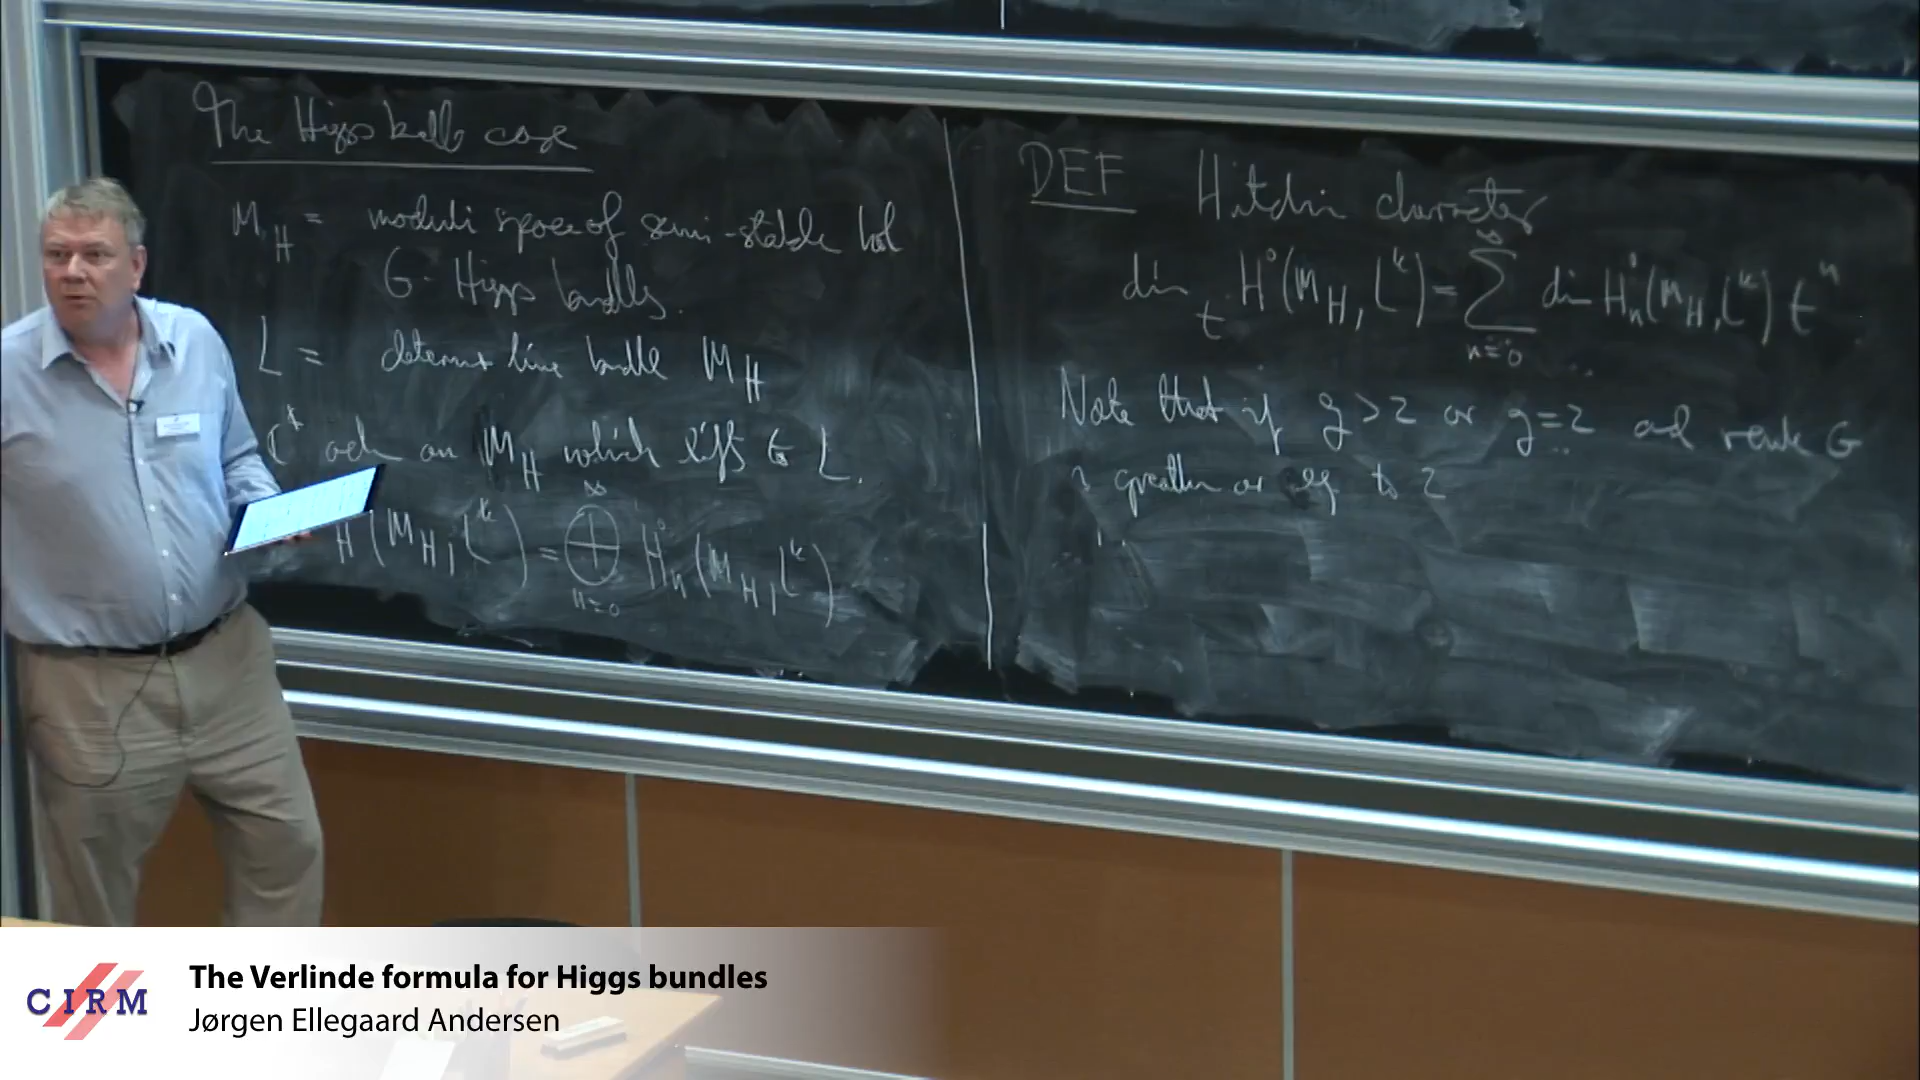 The Higgs bundle case
M_H = moduli space of semi-stable hol
G-Higgs bundles.
L = determ line bundle M_H
C* acts on M_H which lifts to L.
H(M_H, L^k) = ⊕_{n=0}^∞ H^0_n(M_H, L^k)
DEF Hitchin character
dim_t H^0(M_H, L^k) = ∑_{n=0}^∞ dim H^0_n(M_H, L^k) t^n
Note that if g > 2 or g = 2 and rank G
is greather or eq. to 2
CIRM
The Verlinde formula for Higgs bundles
Jørgen Ellegaard Andersen